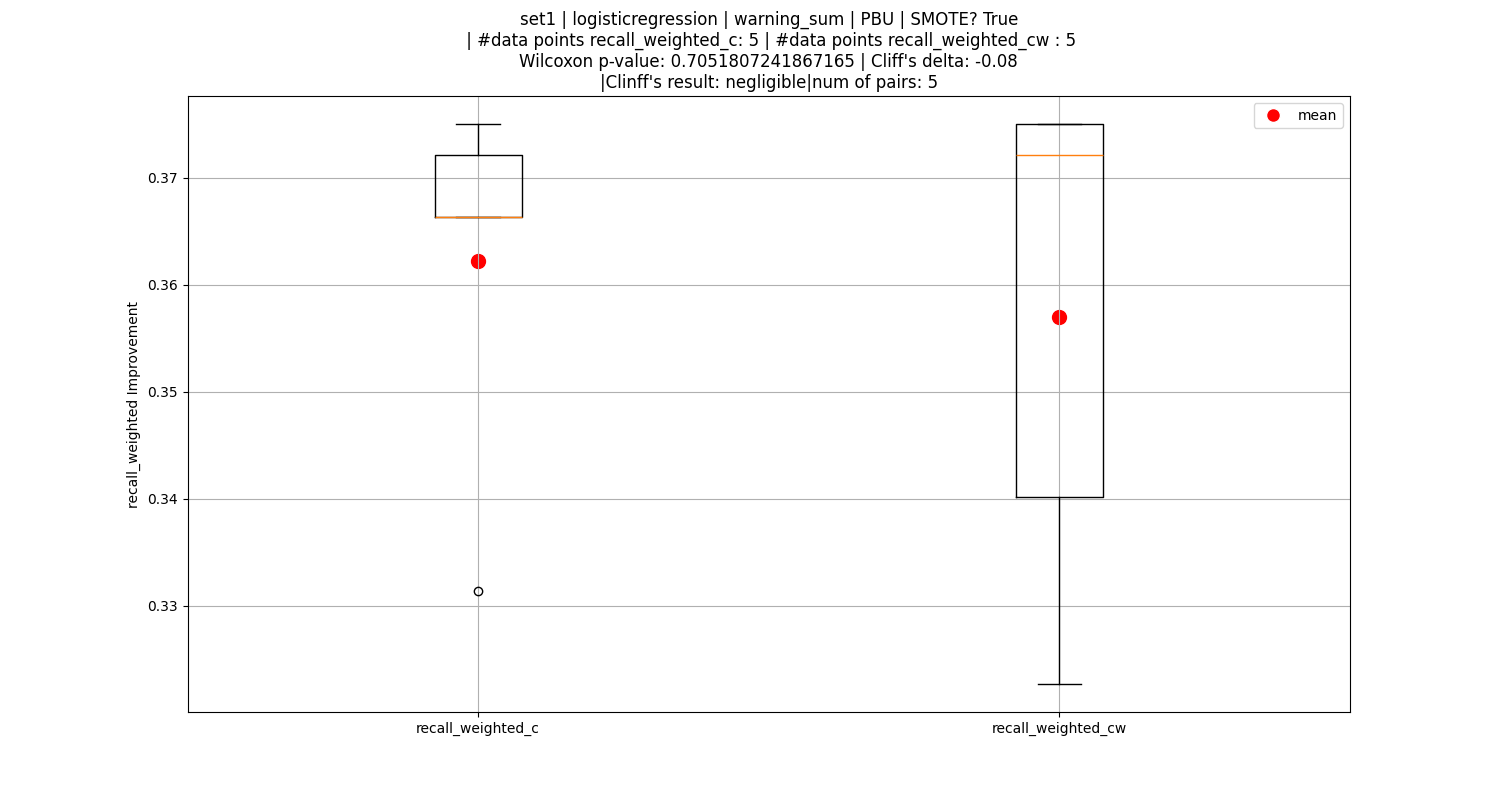 set1 | logisticregression | warning_sum | PBU | SMOTE? True
| #data points recall_weighted_c: 5 | #data points recall_weighted_cw : 5
Wilcoxon p-value: 0.7051807241867165 | Cliff's delta: -0.08
|Clinff's result: negligible|num of pairs: 5
mean
0.37
0.36
0.35
0.34
0.33
recall_weighted Improvement
recall_weighted_c
recall_weighted_cw